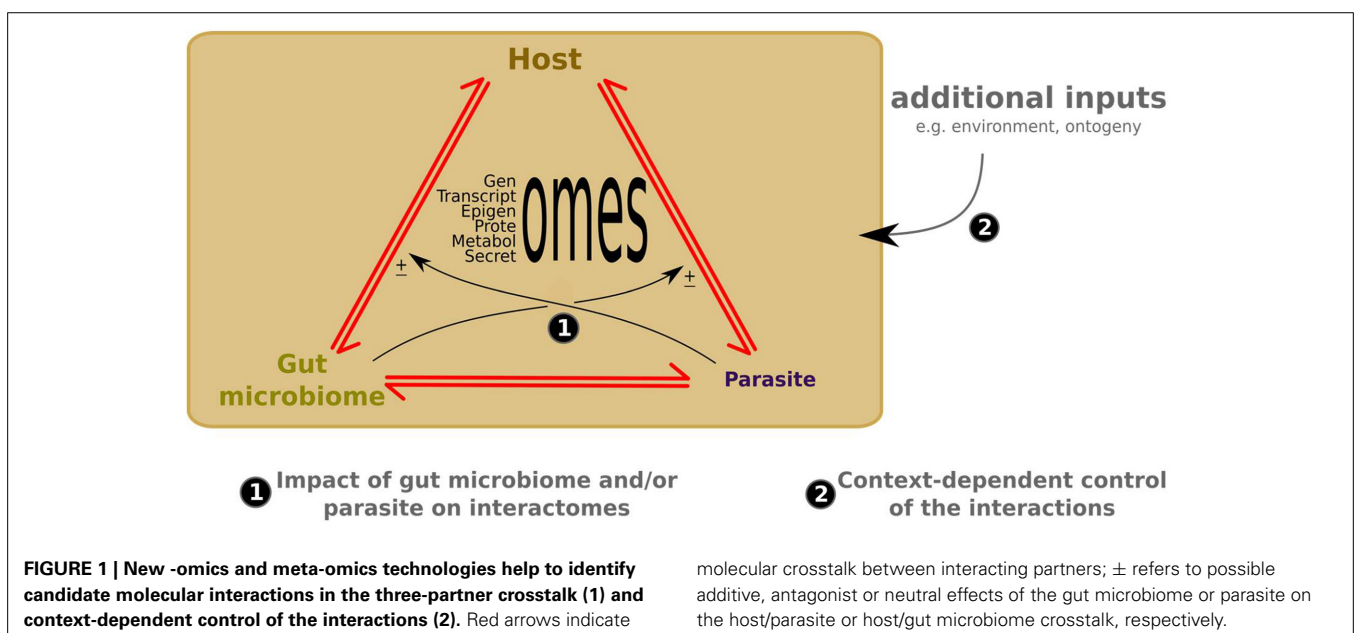 Host
additional inputs
e.g. environment, ontogeny
Gen
Transcript
Epigen
Prote
Metabol
Secret
omes
2
±
±
1
Gut
microbiome
Parasite
1 Impact of gut microbiome and/or
parasite on interactomes
2 Context-dependent control
of the interactions
FIGURE 1 | New -omics and meta-omics technologies help to identify
candidate molecular interactions in the three-partner crosstalk (1) and
context-dependent control of the interactions (2). Red arrows indicate
molecular crosstalk between interacting partners; ± refers to possible
additive, antagonist or neutral effects of the gut microbiome or parasite on
the host/parasite or host/gut microbiome crosstalk, respectively.